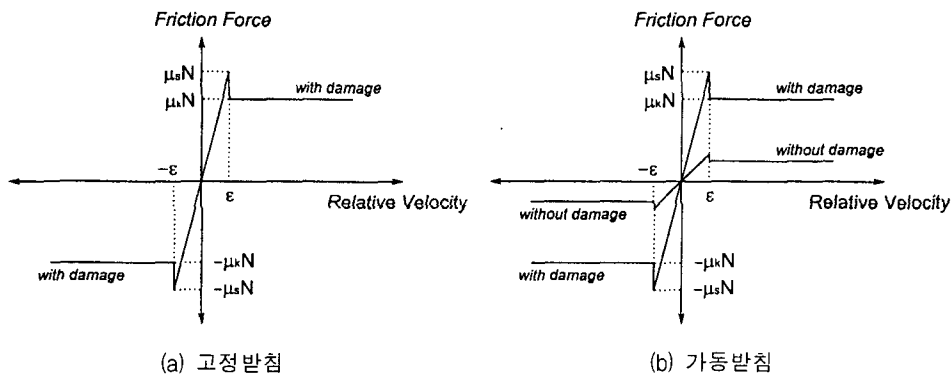 Friction Force
μsN
μkN
with damage
-ε
ε
Relative Velocity
with damage
-μkN
-μsN
(a) 고정받침
Friction Force
μsN
μkN
with damage
without damage
-ε
ε
Relative Velocity
without damage
with damage
-μkN
-μsN
(b) 가동받침